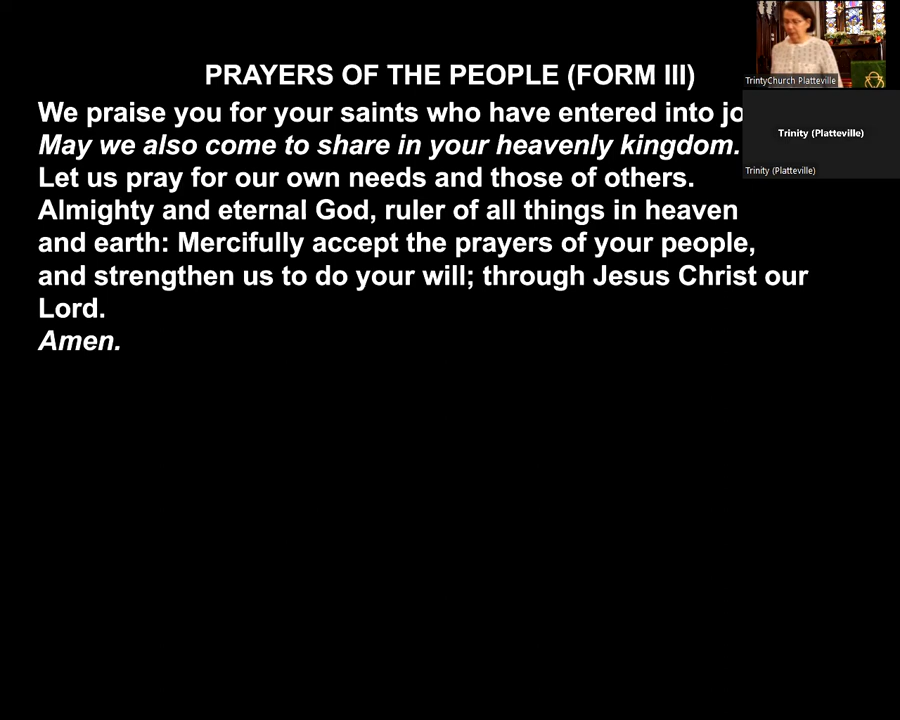 PRAYERS OF THE PEOPLE (FORM III)
We praise you for your saints who have entered into
May we also come to share in your heavenly kingdom.
Let us pray for our own needs and those of others.
Almighty and eternal God, ruler of all things in heaven
and earth: Mercifully accept the prayers of your people,
and strengthen us to do your will; through Jesus Christ our
Lord.
Amen.
TrintyChurch Platteville
Trinity (Platteville)
Trinity (Platteville)